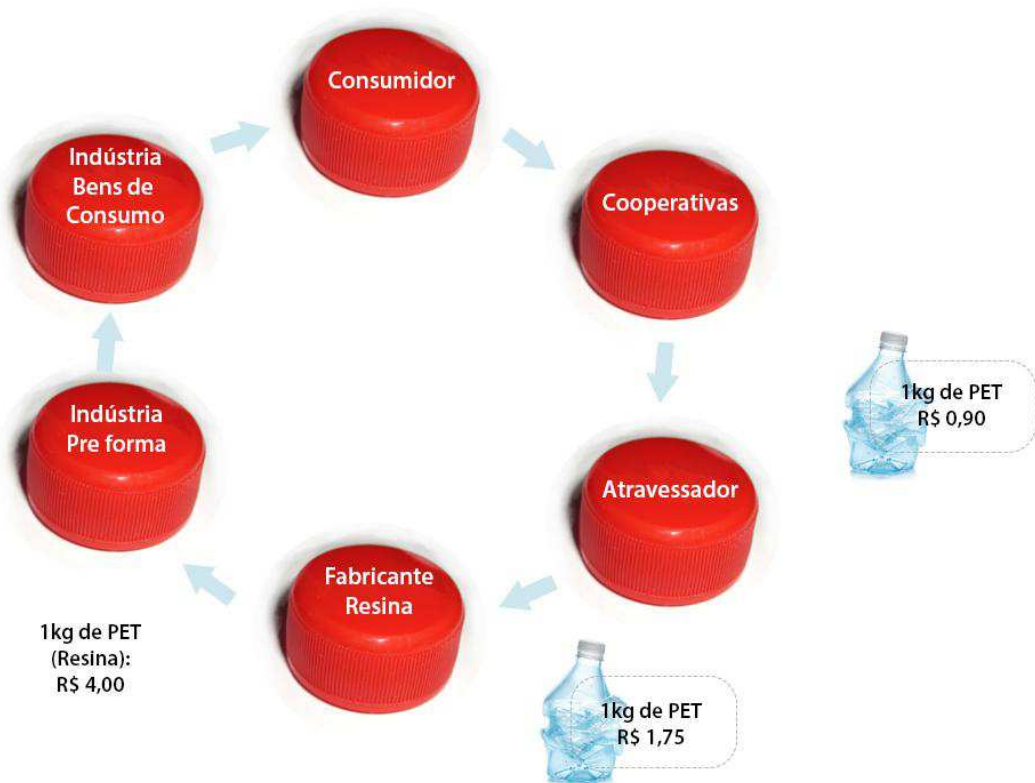 Consumidor
Cooperativas
1kg de PET
R$ 0,90
Atravessador
1kg de PET
R$ 1,75
Fabricante
Resina
1kg de PET
(Resina):
R$ 4,00
Indústria
Pre forma
Indústria
Bens de
Consumo